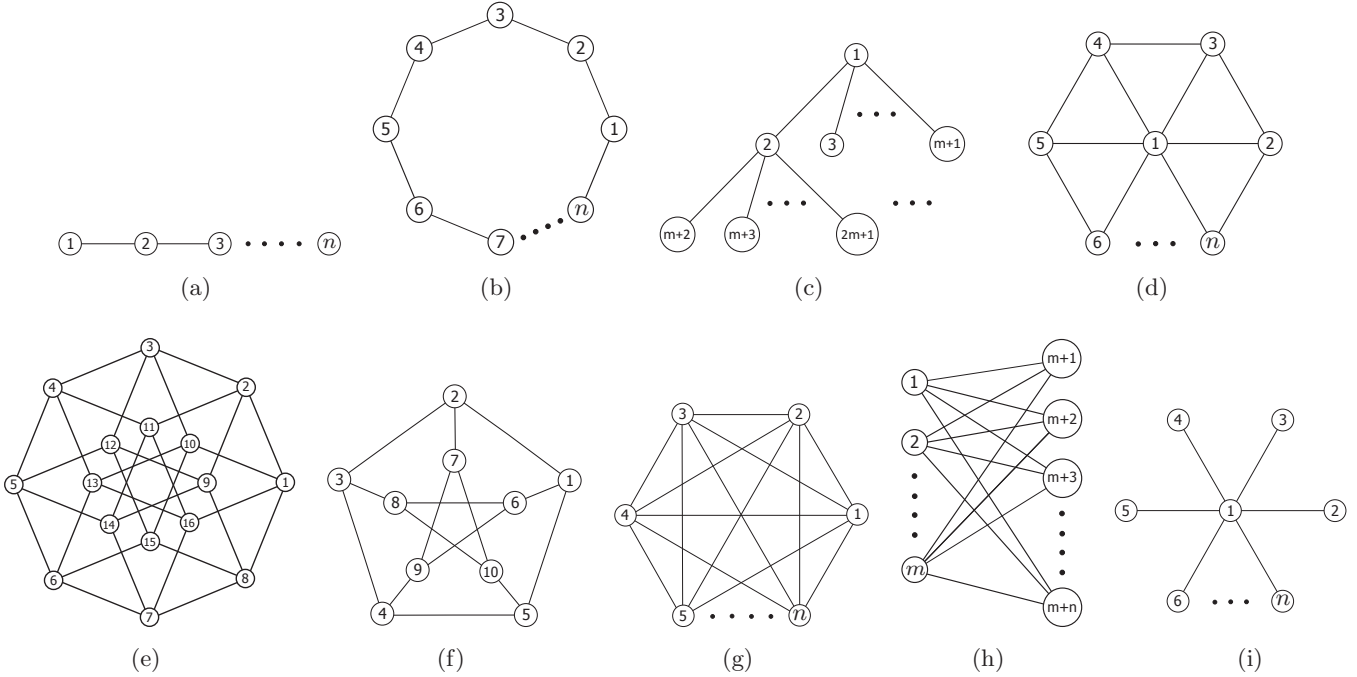 1 2 3 n
(a)
3
4 2
5 1
6 n
7
(b)
1
2 3 m+1
m+2 m+3 2m+1
(c)
4 3
5 1 2
6 n
(d)
3
4 2
11
12 10
5 13 9 1
14 16
15
6 8
7
(e)
2
7
3 1
8 6
9 10
4 5
(f)
3 2
4 1
5 n
(g)
m+1
1
m+2
2
m+3
m
m+n
(h)
4 3
5 1 2
6 n
(i)